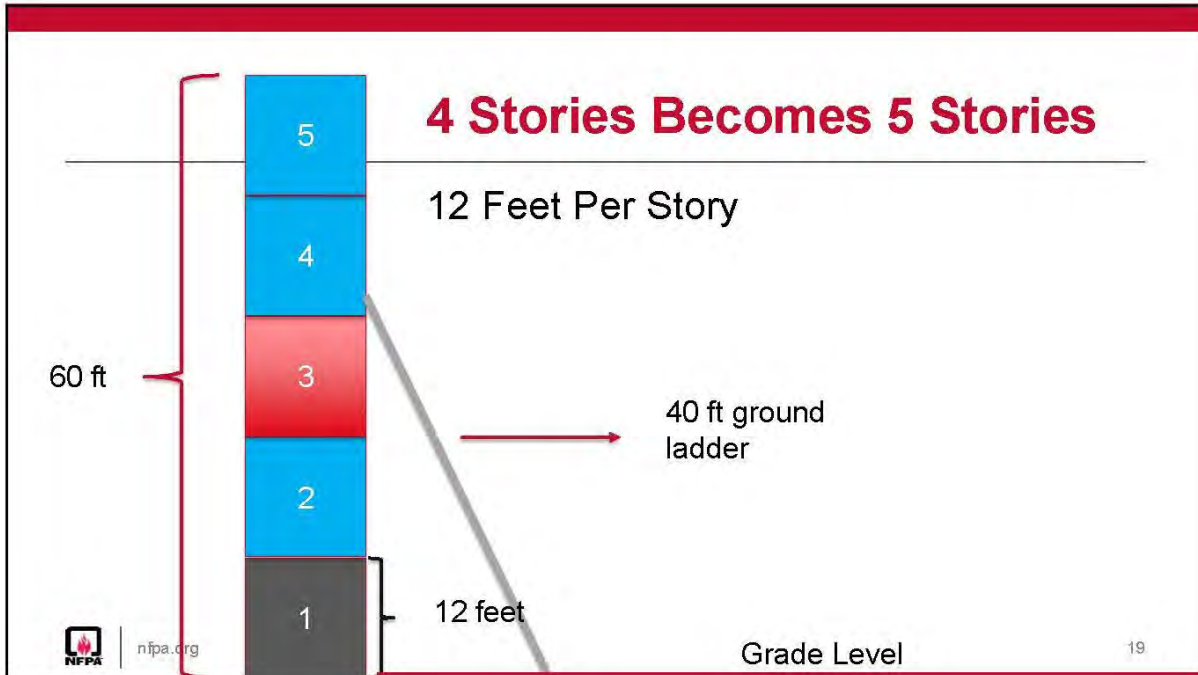 4 Stories Becomes 5 Stories
12 Feet Per Story
5
4
60 ft
3
40 ft ground
ladder
2
1
12 feet
NFPA
nfpa.org
Grade Level
19